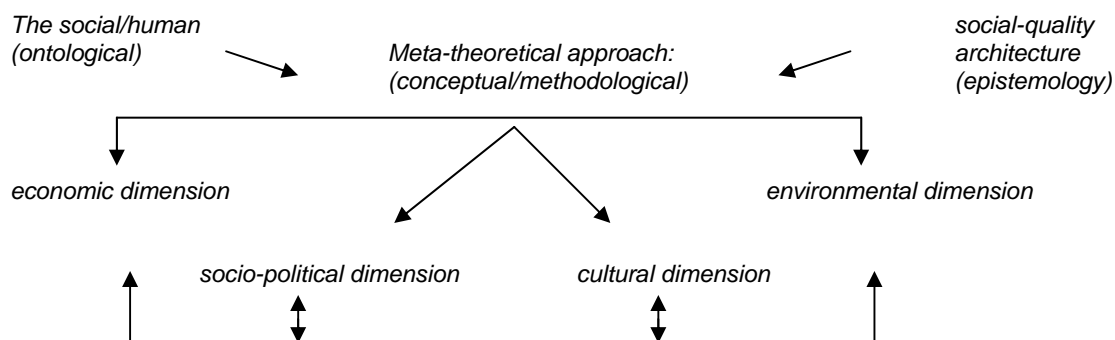 The social/human
(ontological)
Meta-theoretical approach:
(conceptual/methodological)
social-quality
architecture
(epistemology)
economic dimension
environmental dimension
socio-political dimension
cultural dimension